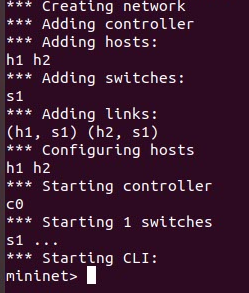 *** Creating network
*** Adding controller
*** Adding hosts:
h1 h2
*** Adding switches:
s1
*** Adding links:
(h1, s1) (h2, s1)
*** Configuring hosts
h1 h2
*** Starting controller
c0
*** Starting 1 switches
s1 ...
*** Starting CLI:
mininet>